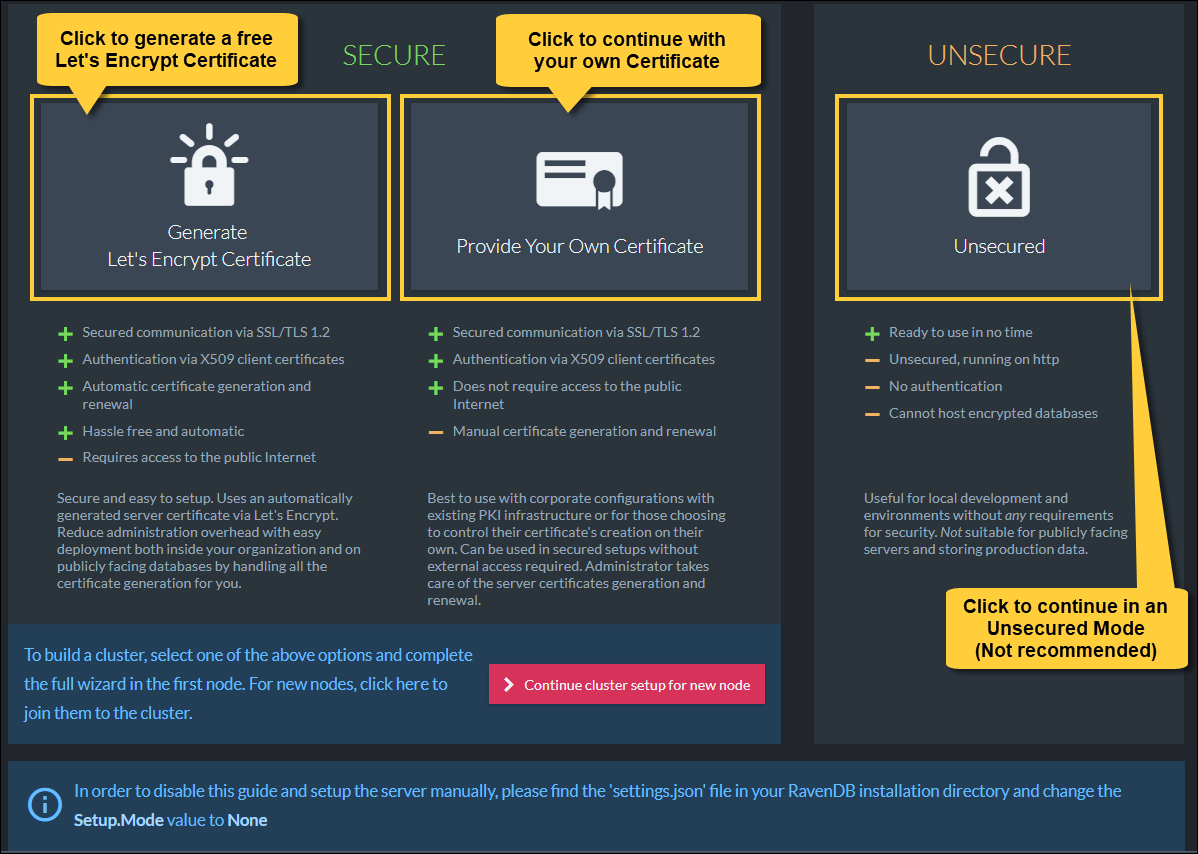 Click to generate a free
Let's Encrypt Certificate
SECURE
Click to continue with
your own Certificate
UNSECURE
Generate
Let's Encrypt Certificate
Provide Your Own Certificate
Unsecured
Secured communication via SSL/TLS 1.2
Authentication via X509 client certificates
Automatic certificate generation and
renewal
Hassle free and automatic
Requires access to the public Internet
Secure and easy to setup. Uses an automatically
generated server certificate via Let's Encrypt.
Reduce administration overhead with easy
deployment both inside your organization and on
publicly facing databases by handling all the
certificate generation for you.
Secured communication via SSL/TLS 1.2
Authentication via X509 client certificates
Does not require access to the public
Internet
Manual certificate generation and renewal
Best to use with corporate configurations with
existing PKI infrastructure or for those choosing
to control their certificate's creation on their
own. Can be used in secured setups without
external access required. Administrator takes
care of the server certificates generation and
renewal.
Ready to use in no time
Unsecured, running on http
No authentication
Cannot host encrypted databases
Useful for local development and
environments without any requirements
for security. Not suitable for publicly facing
servers and storing production data.
Click to continue in an
Unsecured Mode
(Not recommended)
To build a cluster, select one of the above options and complete
the full wizard in the first node. For new nodes, click here to
join them to the cluster.
Continue cluster setup for new node
In order to disable this guide and setup the server manually, please find the 'settings.json' file in your RavenDB installation directory and change the
Setup.Mode value to None